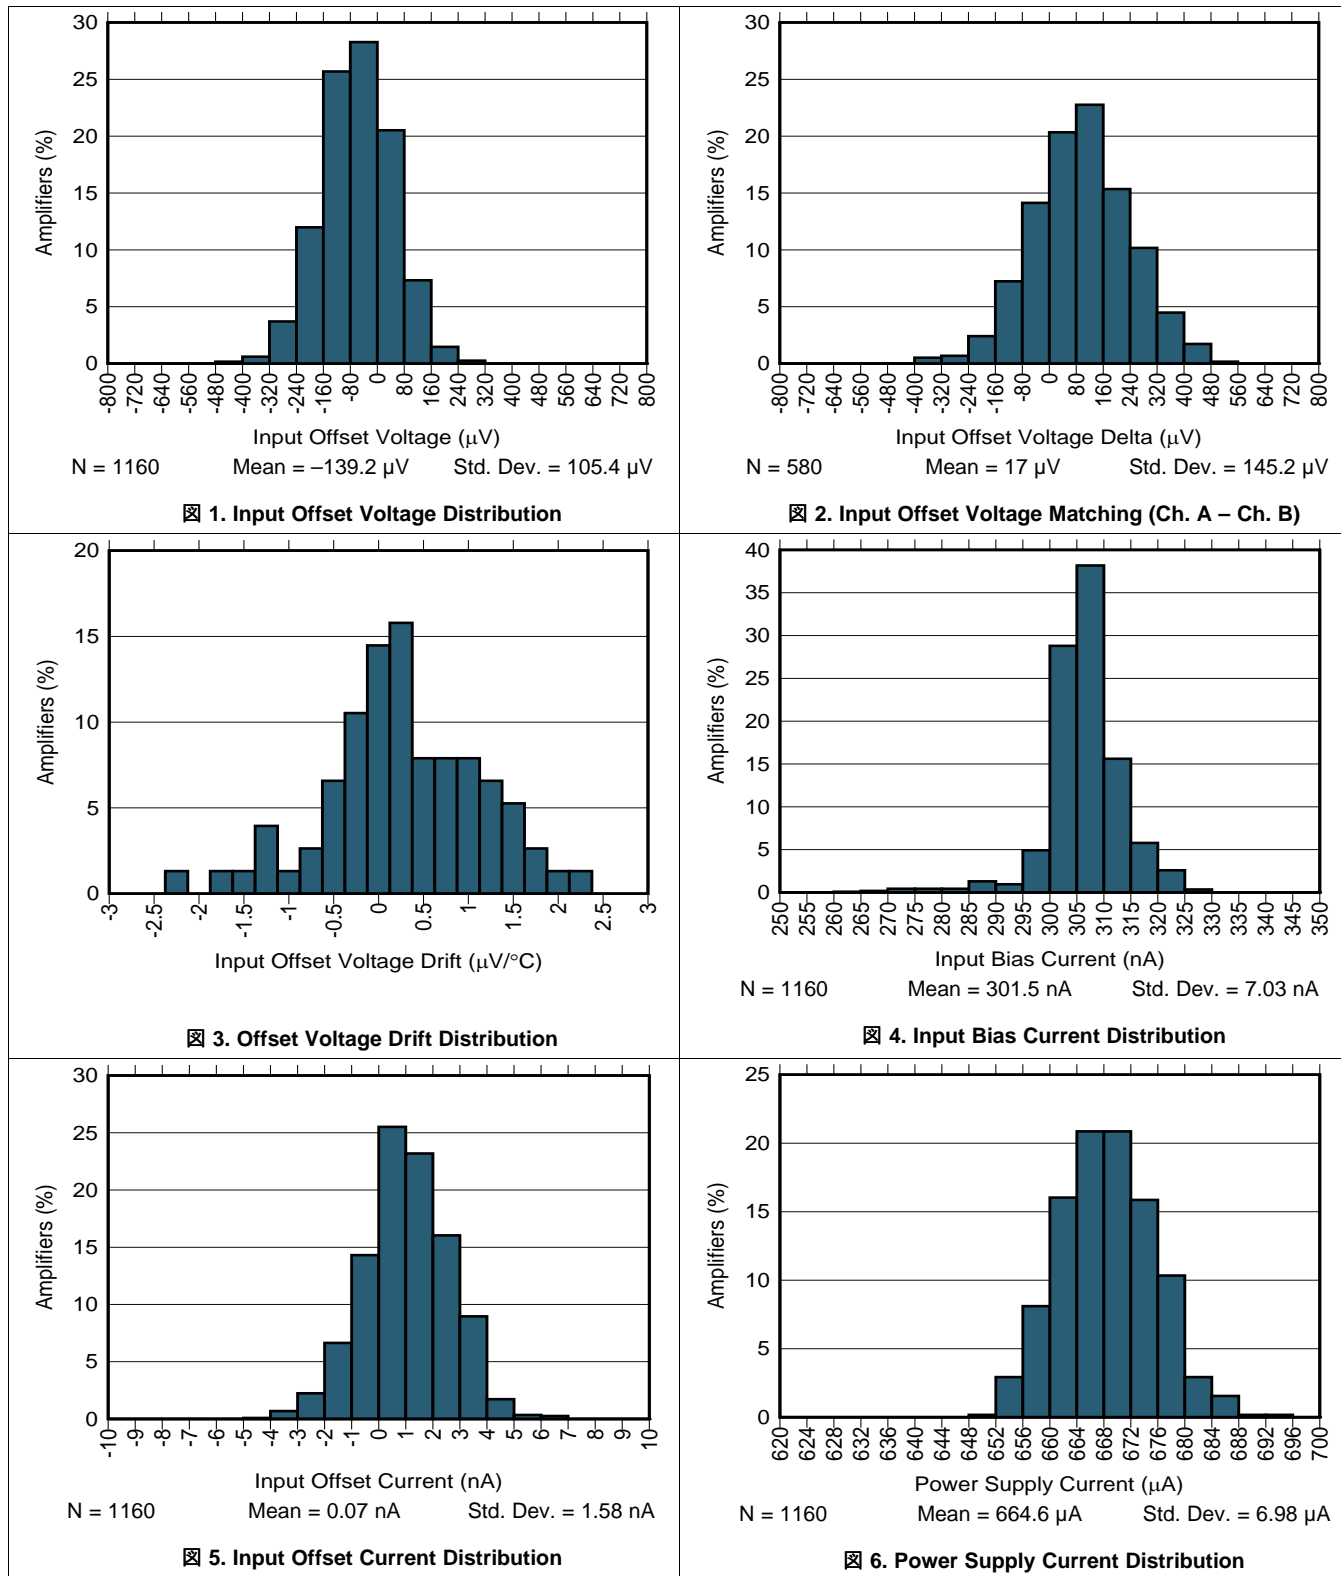 30
25
20
15
10
5
0
Amplifiers (%)
-800 -720 -640 -560 -480 -400 -320 -240 -160 -80 0 80 160 240 320 400 480 560 640 720 800
Input Offset Voltage (μV)
N = 1160 Mean = –139.2 μV Std. Dev. = 105.4 μV
図 1. Input Offset Voltage Distribution
30
25
20
15
10
5
0
Amplifiers (%)
-800 -720 -640 -560 -480 -400 -320 -240 -160 -80 0 80 160 240 320 400 480 560 640 720 800
Input Offset Voltage Delta (μV)
N = 580 Mean = 17 μV Std. Dev. = 145.2 μV
図 2. Input Offset Voltage Matching (Ch. A – Ch. B)
20
15
10
5
0
Amplifiers (%)
-3 -2.5 -2 -1.5 -1 -0.5 0 0.5 1 1.5 2 2.5 3
Input Offset Voltage Drift (μV/°C)
図 3. Offset Voltage Drift Distribution
40
35
30
25
20
15
10
5
0
Amplifiers (%)
250 255 260 265 270 275 280 285 290 295 300 305 310 315 320 325 330 335 340 345 350
Input Bias Current (nA)
N = 1160 Mean = 301.5 nA Std. Dev. = 7.03 nA
図 4. Input Bias Current Distribution
30
25
20
15
10
5
0
Amplifiers (%)
-10 -9 -8 -7 -6 -5 -4 -3 -2 -1 0 1 2 3 4 5 6 7 8 9 10
Input Offset Current (nA)
N = 1160 Mean = 0.07 nA Std. Dev. = 1.58 nA
図 5. Input Offset Current Distribution
25
20
15
10
5
0
Amplifiers (%)
620 624 628 632 636 640 644 648 652 656 660 664 668 672 676 680 684 688 692 696 700
Power Supply Current (μA)
N = 1160 Mean = 664.6 μA Std. Dev. = 6.98 μA
図 6. Power Supply Current Distribution